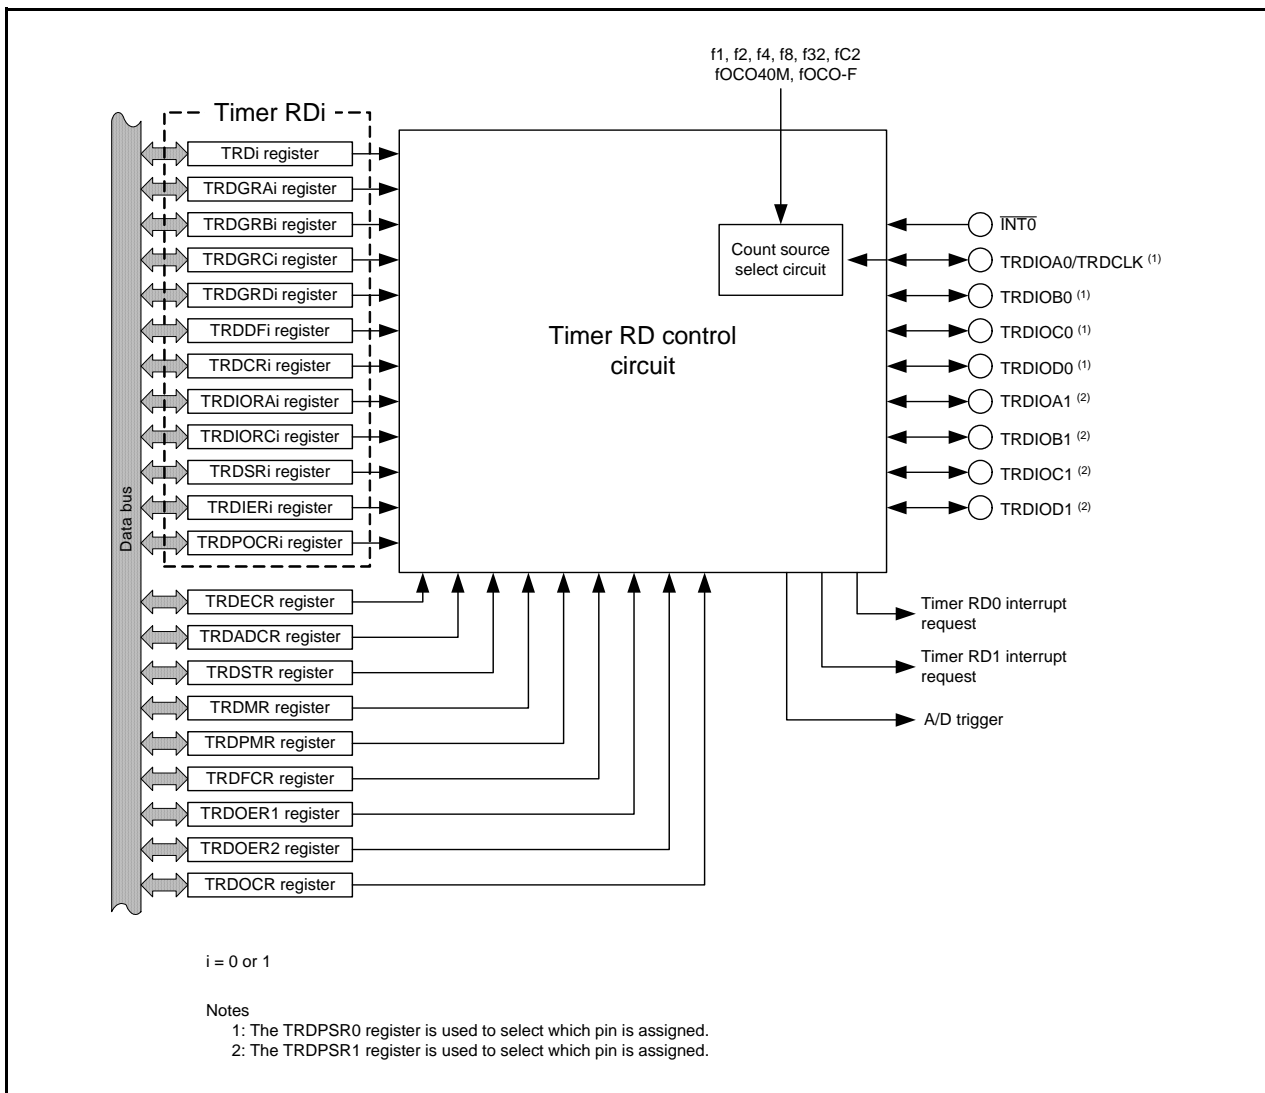 f1, f2, f4, f8, f32, fC2
fOCO40M, fOCO-F
Timer RDi
TRDi register
TRDGRAi register
TRDGRBi register
TRDGRCi register
TRDGRDi register
TRDDFi register
TRDCRi register
TRDIORAi register
TRDIORCi register
TRDSRi register
TRDIERi register
TRDPOCRi register
Data bus
TRDECR register
TRDADCR register
TRDSTR register
TRDMR register
TRDPMR register
TRDFCR register
TRDOER1 register
TRDOER2 register
TRDOCR register
Count source
select circuit
Timer RD control
circuit
INT0
TRDIOA0/TRDCLK (1)
TRDIOB0 (1)
TRDIOC0 (1)
TRDIOD0 (1)
TRDIOA1 (2)
TRDIOB1 (2)
TRDIOC1 (2)
TRDIOD1 (2)
Timer RD0 interrupt
request
Timer RD1 interrupt
request
A/D trigger
i = 0 or 1
Notes
1: The TRDPSR0 register is used to select which pin is assigned.
2: The TRDPSR1 register is used to select which pin is assigned.